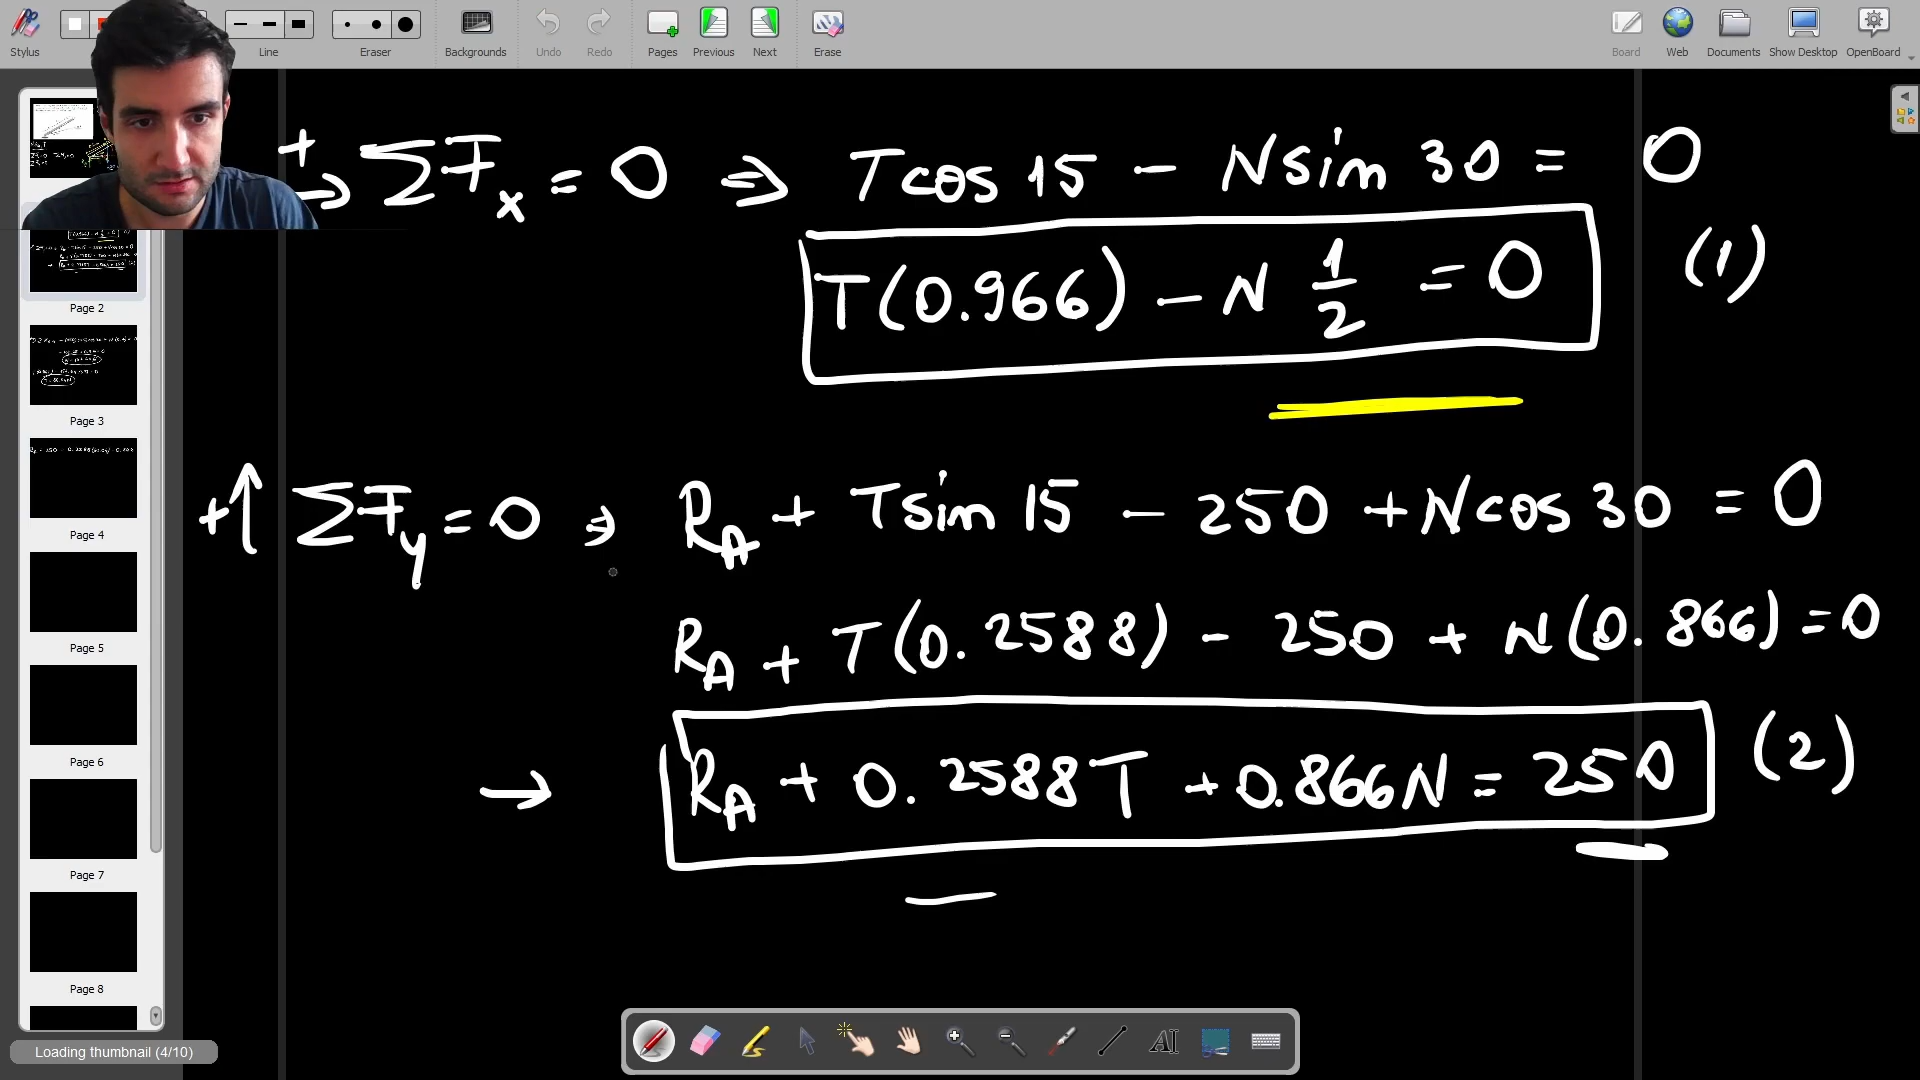 Stylus
Line
Eraser
Backgrounds
Undo
Redo
Pages
Previous
Next
Erase
Board
Web
Documents
Show Desktop
OpenBoard
+→ ΣFx = 0 ⇒ Tcos 15 - Nsin 30 = 0
T(0.966) - N 1/2 = 0 (1)
+↑ ΣFy = 0 ⇒ RA + Tsin 15 - 250 + Ncos 30 = 0
RA + T(0.2588) - 250 + N(0.866) = 0
→ RA + 0.2588T + 0.866N = 250 (2)
Page 2
Page 3
Page 4
Page 5
Page 6
Page 7
Page 8
Loading thumbnail (4/10)
AI